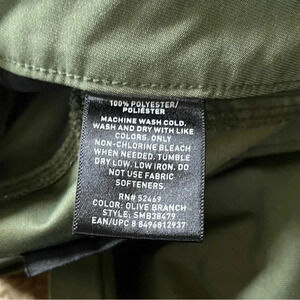 100% POLYESTER/
POLIÉSTER
MACHINE WASH COLD.
WASH AND DRY WITH LIKE
COLORS. ONLY
NON-CHLORINE BLEACH
WHEN NEEDED. TUMBLE
DRY LOW. LOW IRON. DO
NOT USE FABRIC
SOFTENERS.
RN# 52469
COLOR: OLIVE BRANCH
STYLE: SMB38479
EAN/UPC 8 8496812937